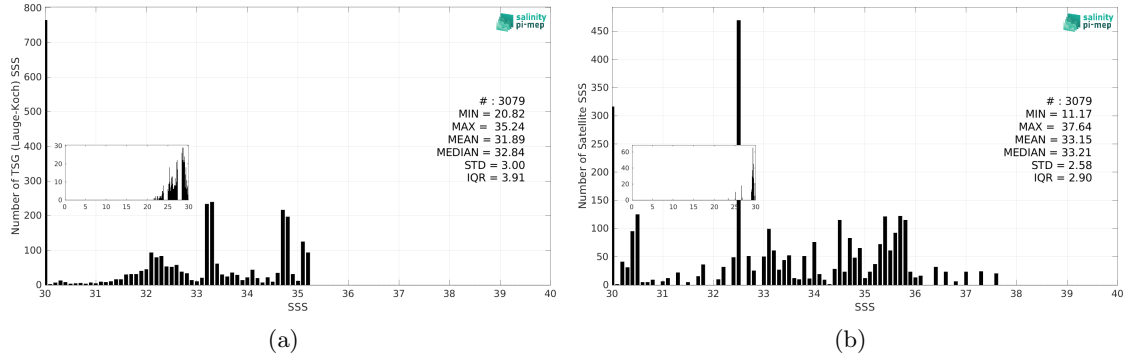 800
700
600
500
400
300
200
100
0
Number of TSG (Lauge-Koch) SSS
30 31 32 33 34 35 36 37 38 39 40
SSS
salinity
pi-mep
# : 3079
MIN = 20.82
MAX = 35.24
MEAN = 31.89
MEDIAN = 32.84
STD = 3.00
IQR = 3.91
30
20
10
0
0 5 10 15 20 25 30
(a)
450
400
350
300
250
200
150
100
50
0
Number of Satellite SSS
30 31 32 33 34 35 36 37 38 39 40
SSS
salinity
pi-mep
# : 3079
MIN = 11.17
MAX = 37.64
MEAN = 33.15
MEDIAN = 33.21
STD = 2.58
IQR = 2.90
60
40
20
0
0 5 10 15 20 25 30
(b)